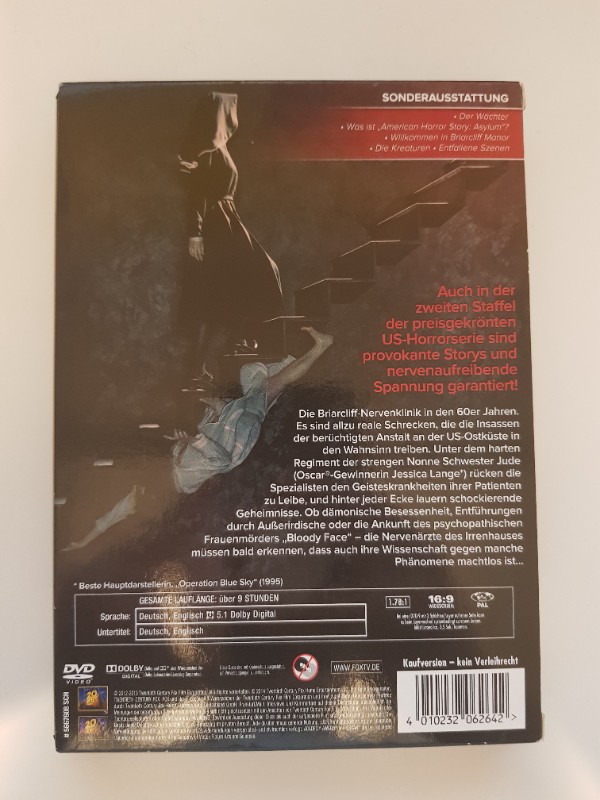 SONDERAUSSTATTUNG
• Der Wächter
• Was ist „American Horror Story: Asylum“?
• Willkommen in Briarcliff Manor
• Die Kreaturen • Entfallene Szenen
Auch in der
zweiten Staffel
der preisgekrönten
US-Horrorserie sind
provokante Storys und
nervenaufreibende
Spannung garantiert!
Die Briarcliff-Nervenklinik in den 60er Jahren.
Es sind allzu reale Schrecken, die die Insassen
der berüchtigten Anstalt an der US-Ostküste in
den Wahnsinn treiben. Unter dem harten
Regiment der strengen Nonne Schwester Jude
(Oscar®-Gewinnerin Jessica Lange*) rücken die
Spezialisten den Geisteskrankheiten ihrer Patienten
zu Leibe, und hinter jeder Ecke lauern schockierende
Geheimnisse. Ob dämonische Besessenheit, Entführungen
durch Außerirdische oder die Ankunft des psychopathischen
Frauenmörders „Bloody Face“ – die Nervenärzte des Irrenhauses
müssen bald erkennen, dass auch ihre Wissenschaft gegen manche
Phänomene machtlos ist...
* Beste Hauptdarstellerin, „Operation Blue Sky“ (1995)
GESAMTE LAUFLÄNGE: über 9 STUNDEN
Sprache: Deutsch, Englisch 5.1 Dolby Digital
Untertitel: Deutsch, Englisch
1.78:1
16:9
WIDESCREEN
PAL
DVD
VIDEO
DOLBY
DIGITAL
WWW.FOXTV.DE
Kaufversion – kein Verleihrecht
4 010232 062642 >
# 5667808 SCN